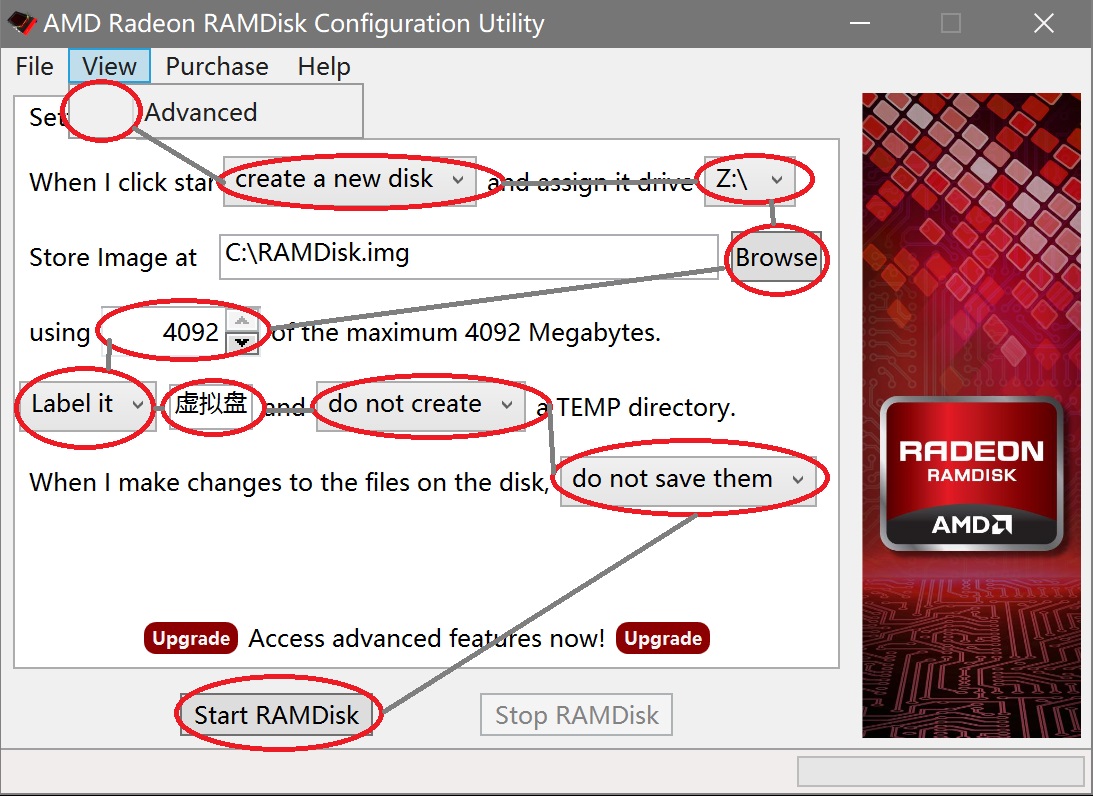 AMD Radeon RAMDisk Configuration Utility
File View Purchase Help
Set Advanced
When I click star create a new disk and assign it drive Z:\
Store Image at C:\RAMDisk.img Browse
using 4092 of the maximum 4092 Megabytes.
Label it 虚拟盘 and do not create a TEMP directory.
When I make changes to the files on the disk, do not save them
Upgrade Access advanced features now! Upgrade
Start RAMDisk Stop RAMDisk
RADEON
RAMDISK
AMD